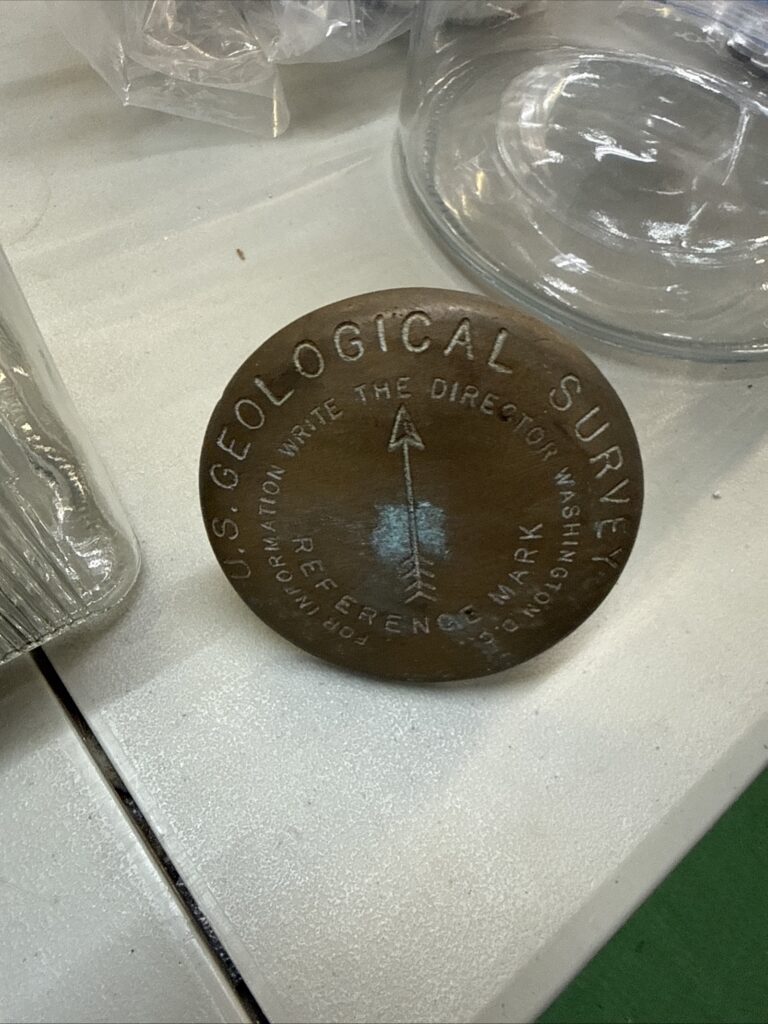 U.S. GEOLOGICAL SURVEY
FOR INFORMATION WRITE THE DIRECTOR WASHINGTON D.C.
REFERENCE MARK